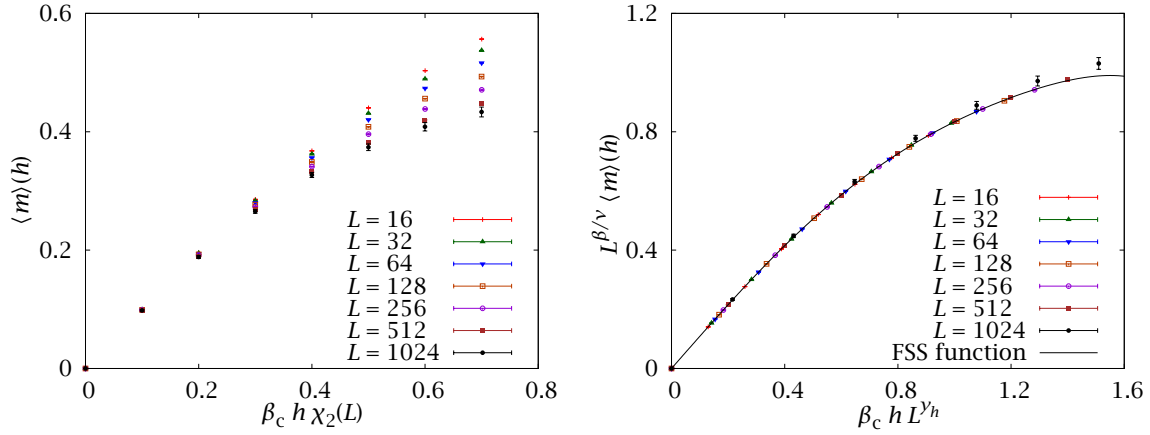 0.6
0.4
0.2
0
0
0.2
0.4
0.6
0.8
⟨m⟩(h)
β_c h χ_2(L)
L = 16
L = 32
L = 64
L = 128
L = 256
L = 512
L = 1024
1.2
0.8
0.4
0
0
0.4
0.8
1.2
1.6
L^{β/ν} ⟨m⟩(h)
β_c h L^{y_h}
L = 16
L = 32
L = 64
L = 128
L = 256
L = 512
L = 1024
FSS function